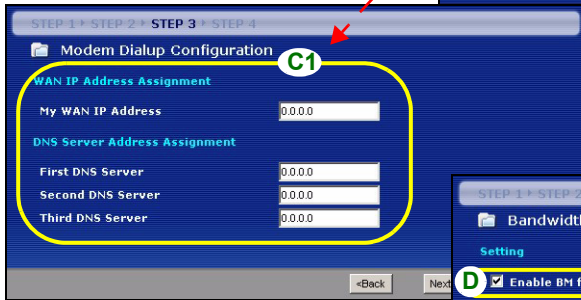 STEP 1 ▸ STEP 2 ▸ STEP 3 ▸ STEP 4
Modem Dialup Configuration
C1
WAN IP Address Assignment
My WAN IP Address 0.0.0.0
DNS Server Address Assignment
First DNS Server 0.0.0.0
Second DNS Server 0.0.0.0
Third DNS Server 0.0.0.0
<Back Next
STEP 1 ▸ STEP 2
Setting
D Enable BM